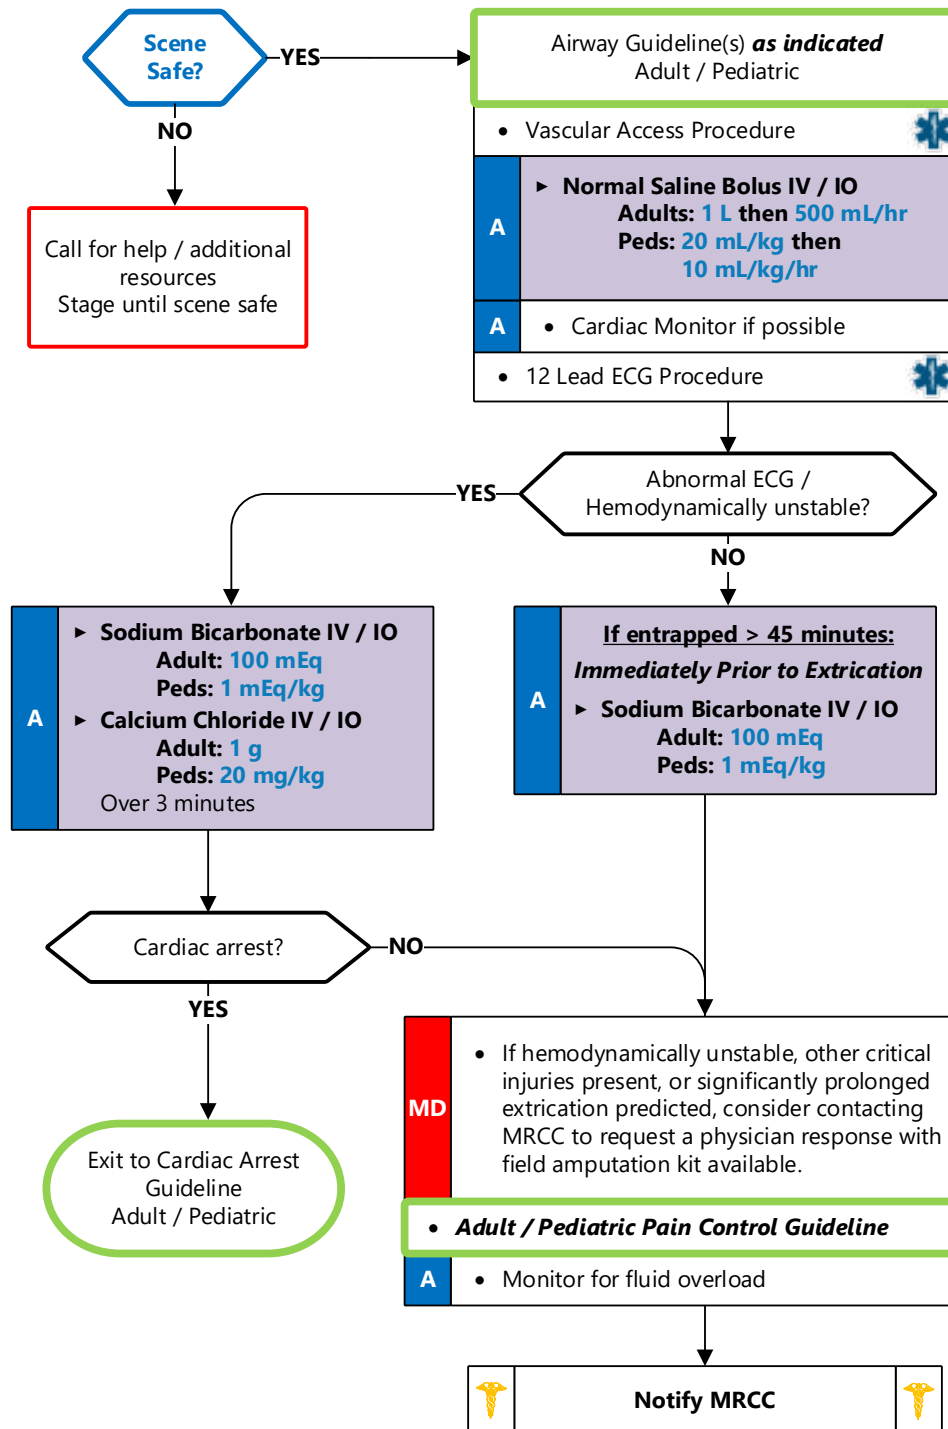 Scene
Safe?
YES
NO
Call for help / additional
resources
Stage until scene safe
Airway Guideline(s) as indicated
Adult / Pediatric
• Vascular Access Procedure
A
► Normal Saline Bolus IV / IO
Adults: 1 L then 500 mL/hr
Peds: 20 mL/kg then
10 mL/kg/hr
A
• Cardiac Monitor if possible
• 12 Lead ECG Procedure
Abnormal ECG /
Hemodynamically unstable?
YES
NO
A
► Sodium Bicarbonate IV / IO
Adult: 100 mEq
Peds: 1 mEq/kg
► Calcium Chloride IV / IO
Adult: 1 g
Peds: 20 mg/kg
Over 3 minutes
A
If entrapped > 45 minutes:
Immediately Prior to Extrication
► Sodium Bicarbonate IV / IO
Adult: 100 mEq
Peds: 1 mEq/kg
Cardiac arrest?
NO
YES
Exit to Cardiac Arrest
Guideline
Adult / Pediatric
MD
• If hemodynamically unstable, other critical
injuries present, or significantly prolonged
extrication predicted, consider contacting
MRCC to request a physician response with
field amputation kit available.
• Adult / Pediatric Pain Control Guideline
A
• Monitor for fluid overload
Notify MRCC